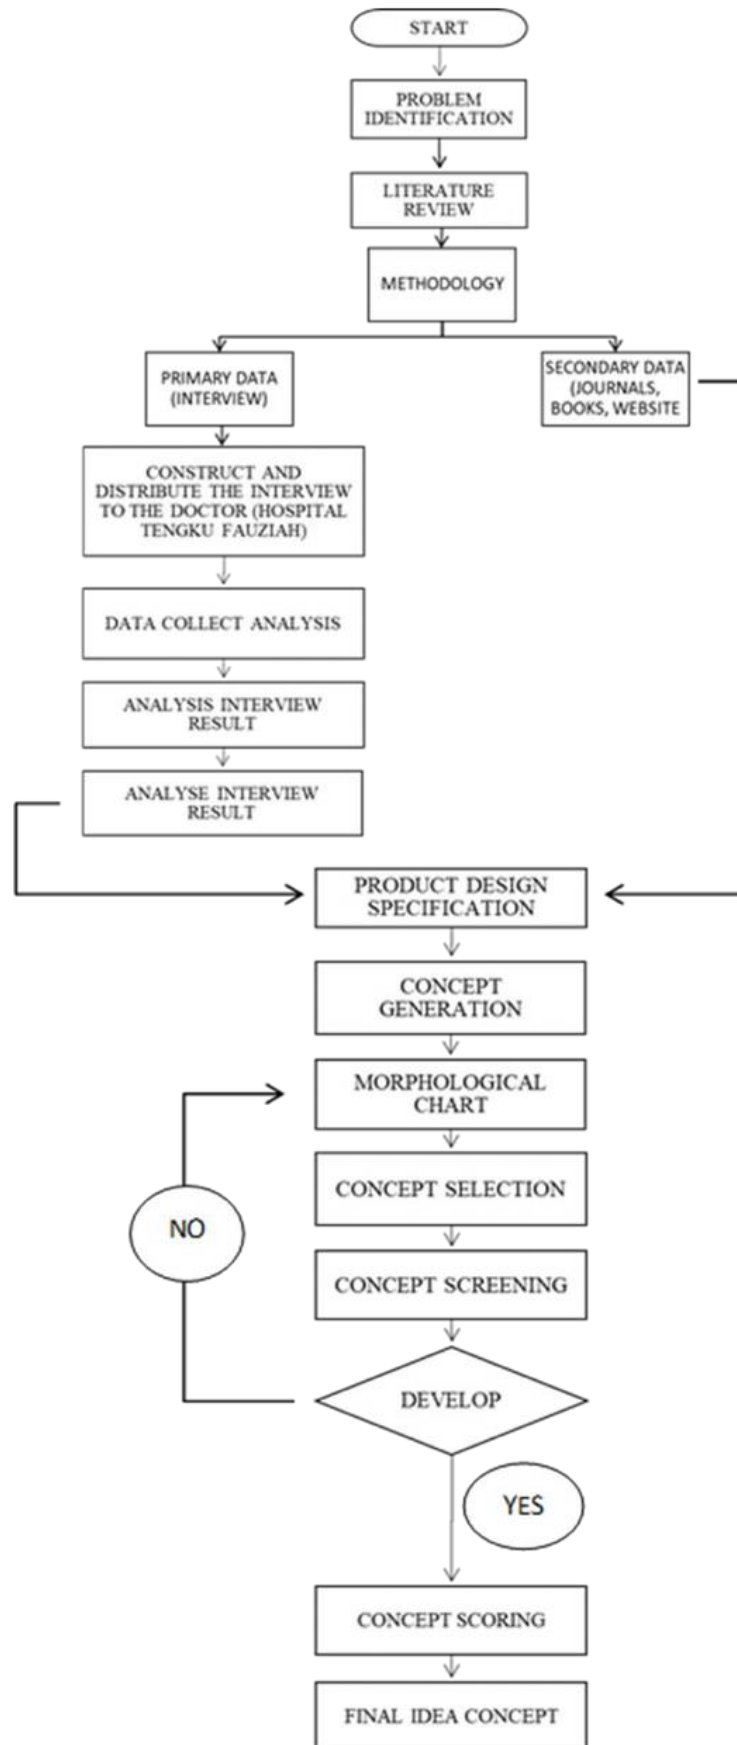 START
PROBLEM
IDENTIFICATION
LITERATURE
REVIEW
METHODOLOGY
PRIMARY DATA
(INTERVIEW)
SECONDARY DATA
(JOURNALS,
BOOKS, WEBSITE
CONSTRUCT AND
DISTRIBUTE THE INTERVIEW
TO THE DOCTOR (HOSPITAL
TENGKU FAUZIAH)
DATA COLLECT ANALYSIS
ANALYSIS INTERVIEW
RESULT
ANALYSE INTERVIEW
RESULT
PRODUCT DESIGN
SPECIFICATION
CONCEPT
GENERATION
MORPHOLOGICAL
CHART
CONCEPT SELECTION
NO
CONCEPT SCREENING
DEVELOP
YES
CONCEPT SCORING
FINAL IDEA CONCEPT